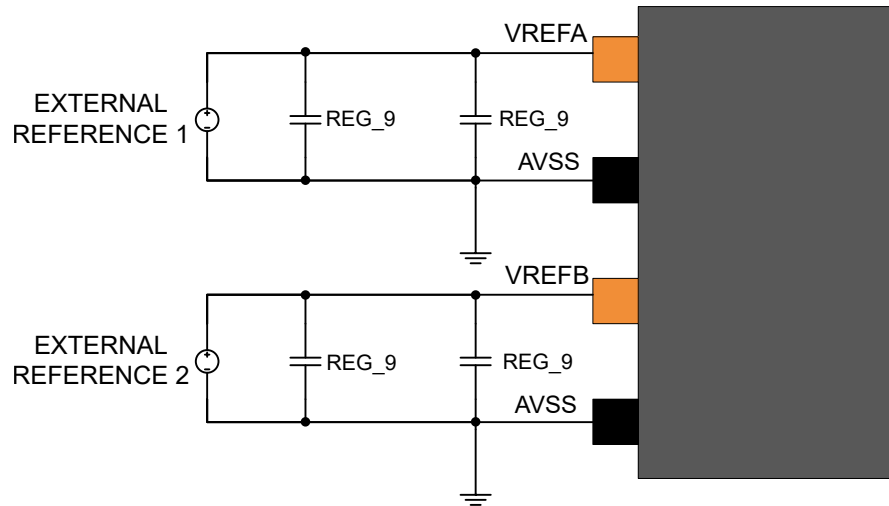 VREFA
EXTERNAL
REFERENCE 1
REG_9
REG_9
AVSS
VREFB
EXTERNAL
REFERENCE 2
REG_9
REG_9
AVSS